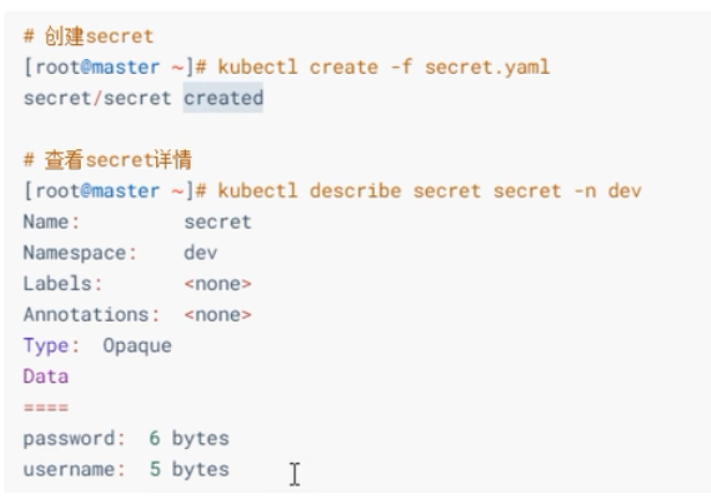 # 创建secret
[root@master ~]# kubectl create -f secret.yaml
secret/secret created
# 查看secret详情
[root@master ~]# kubectl describe secret secret -n dev
Name: secret
Namespace: dev
Labels: <none>
Annotations: <none>
Type: Opaque
Data
====
password: 6 bytes
username: 5 bytes